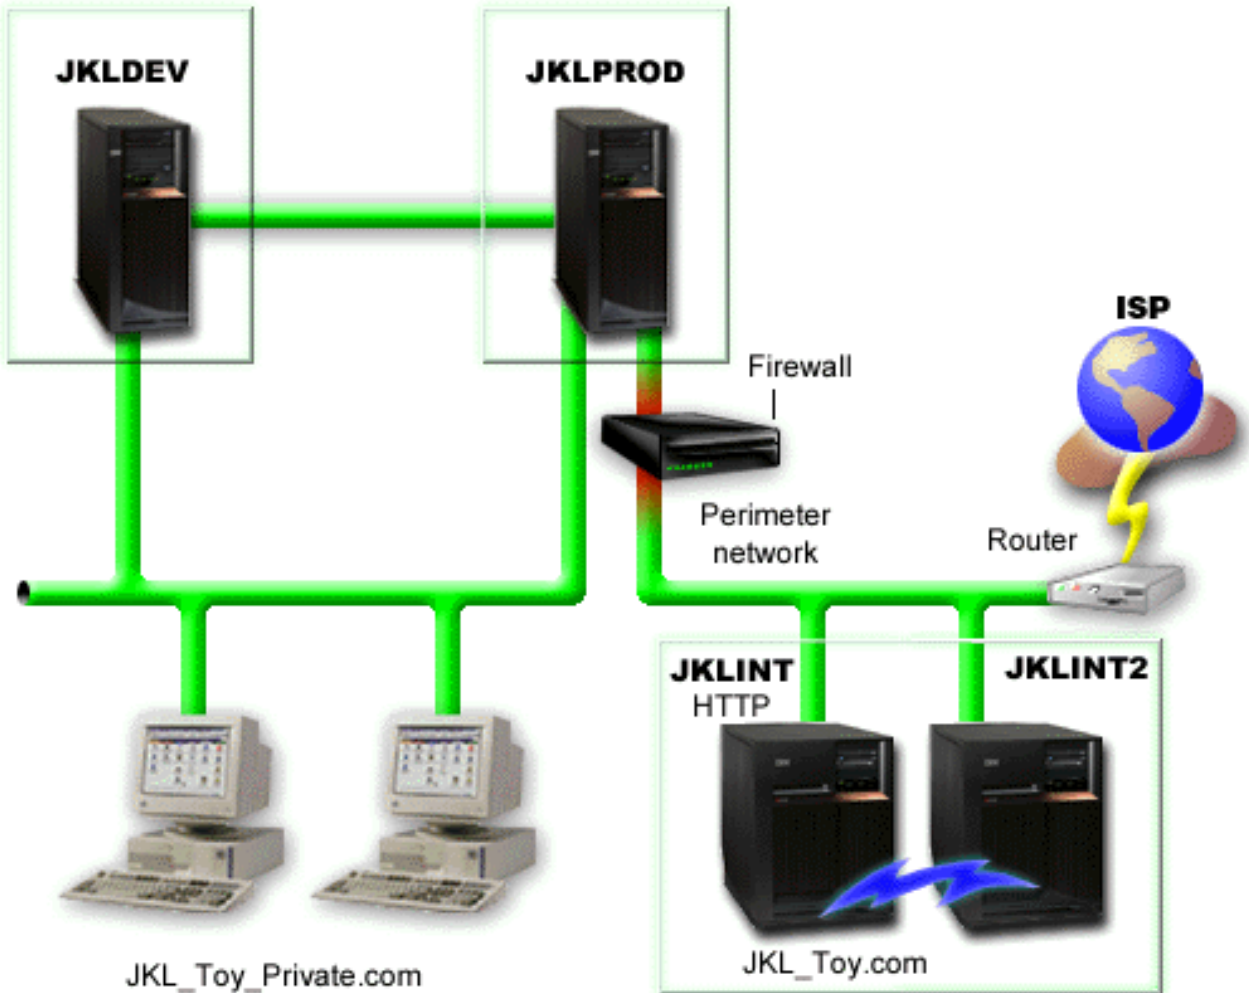 JKLDEV
JKLPROD
ISP
Firewall
Perimeter
network
Router
JKLINT
HTTP
JKLINT2
JKL_Toy.com
JKL_Toy_Private.com